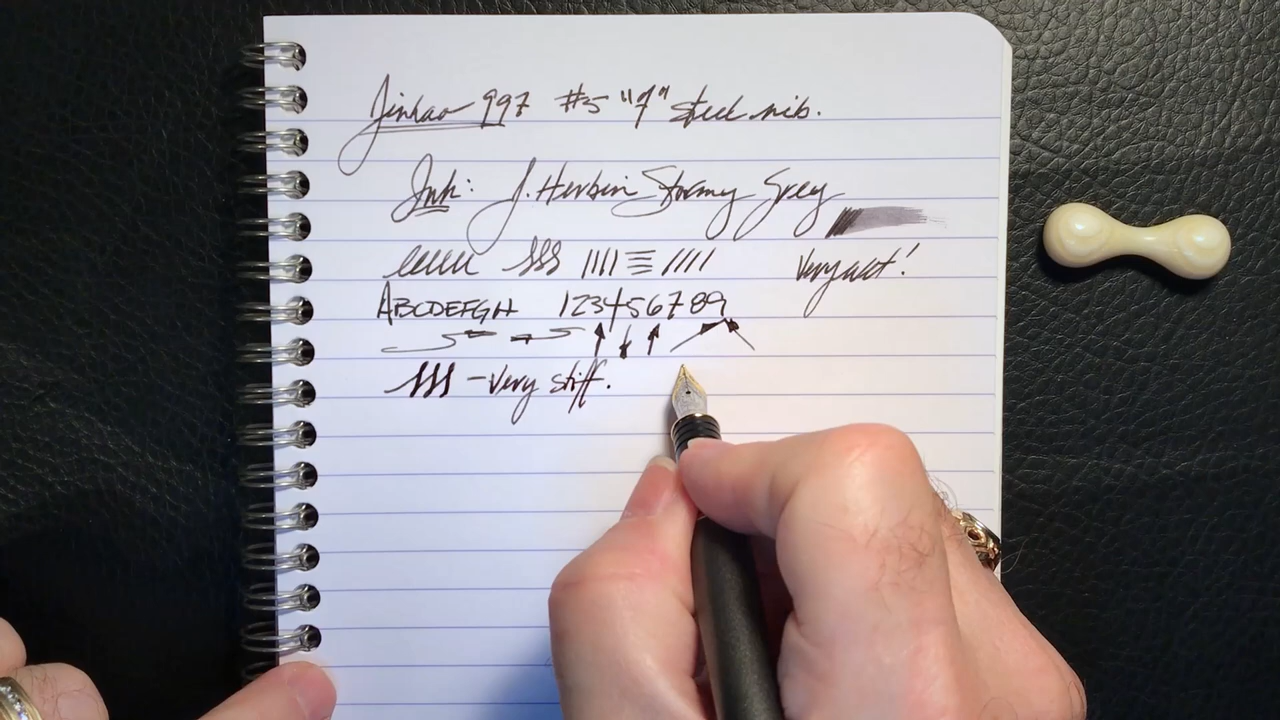 Jinhao 997 #5 "f" steel nib.
Ink: J. Herbin Stormy Grey
Very wet!
ABCDEFGH 123456789
- Very stiff.